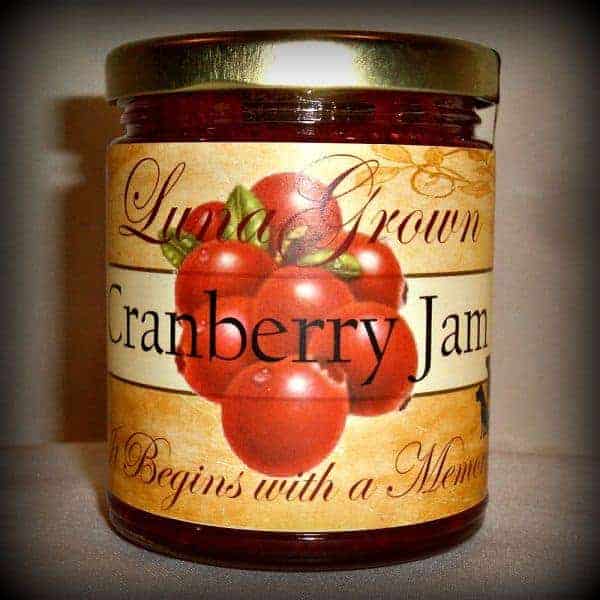 Luna Grown
Cranberry Jam
Begins with a